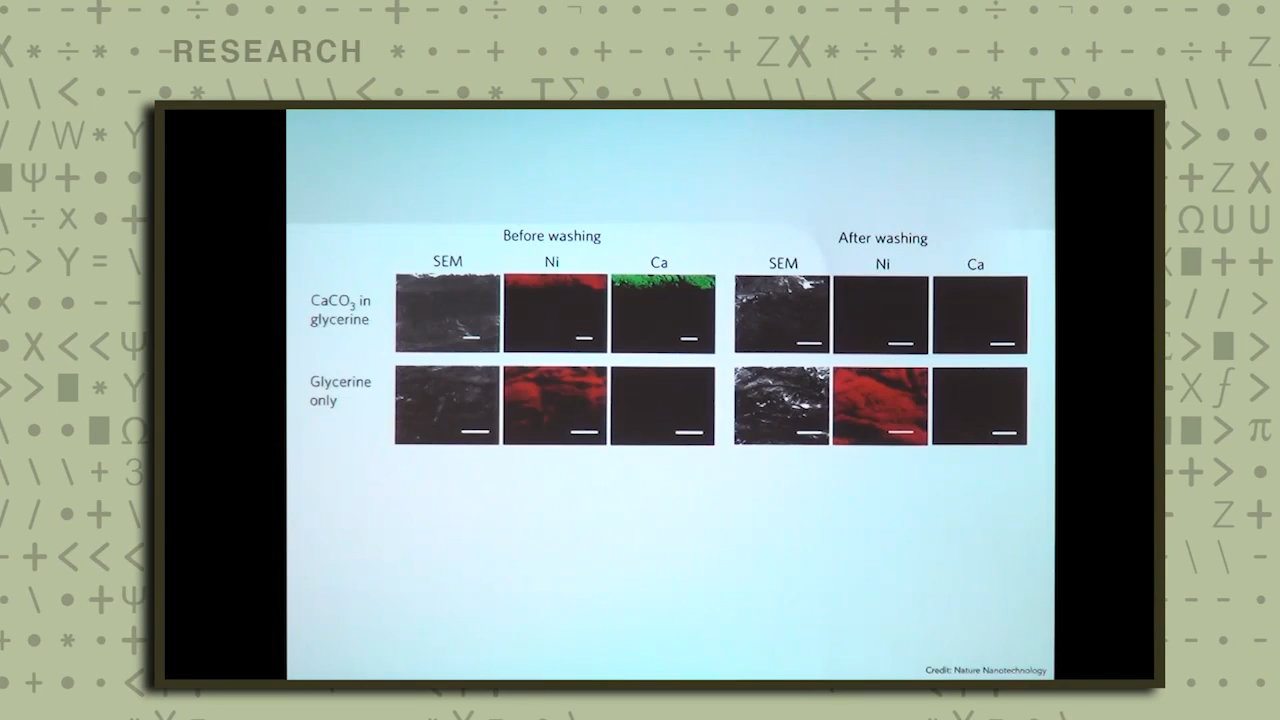 RESEARCH
Before washing
After washing
SEM Ni Ca SEM Ni Ca
CaCO3 in
glycerine
Glycerine
only
Credit: Nature Nanotechnology